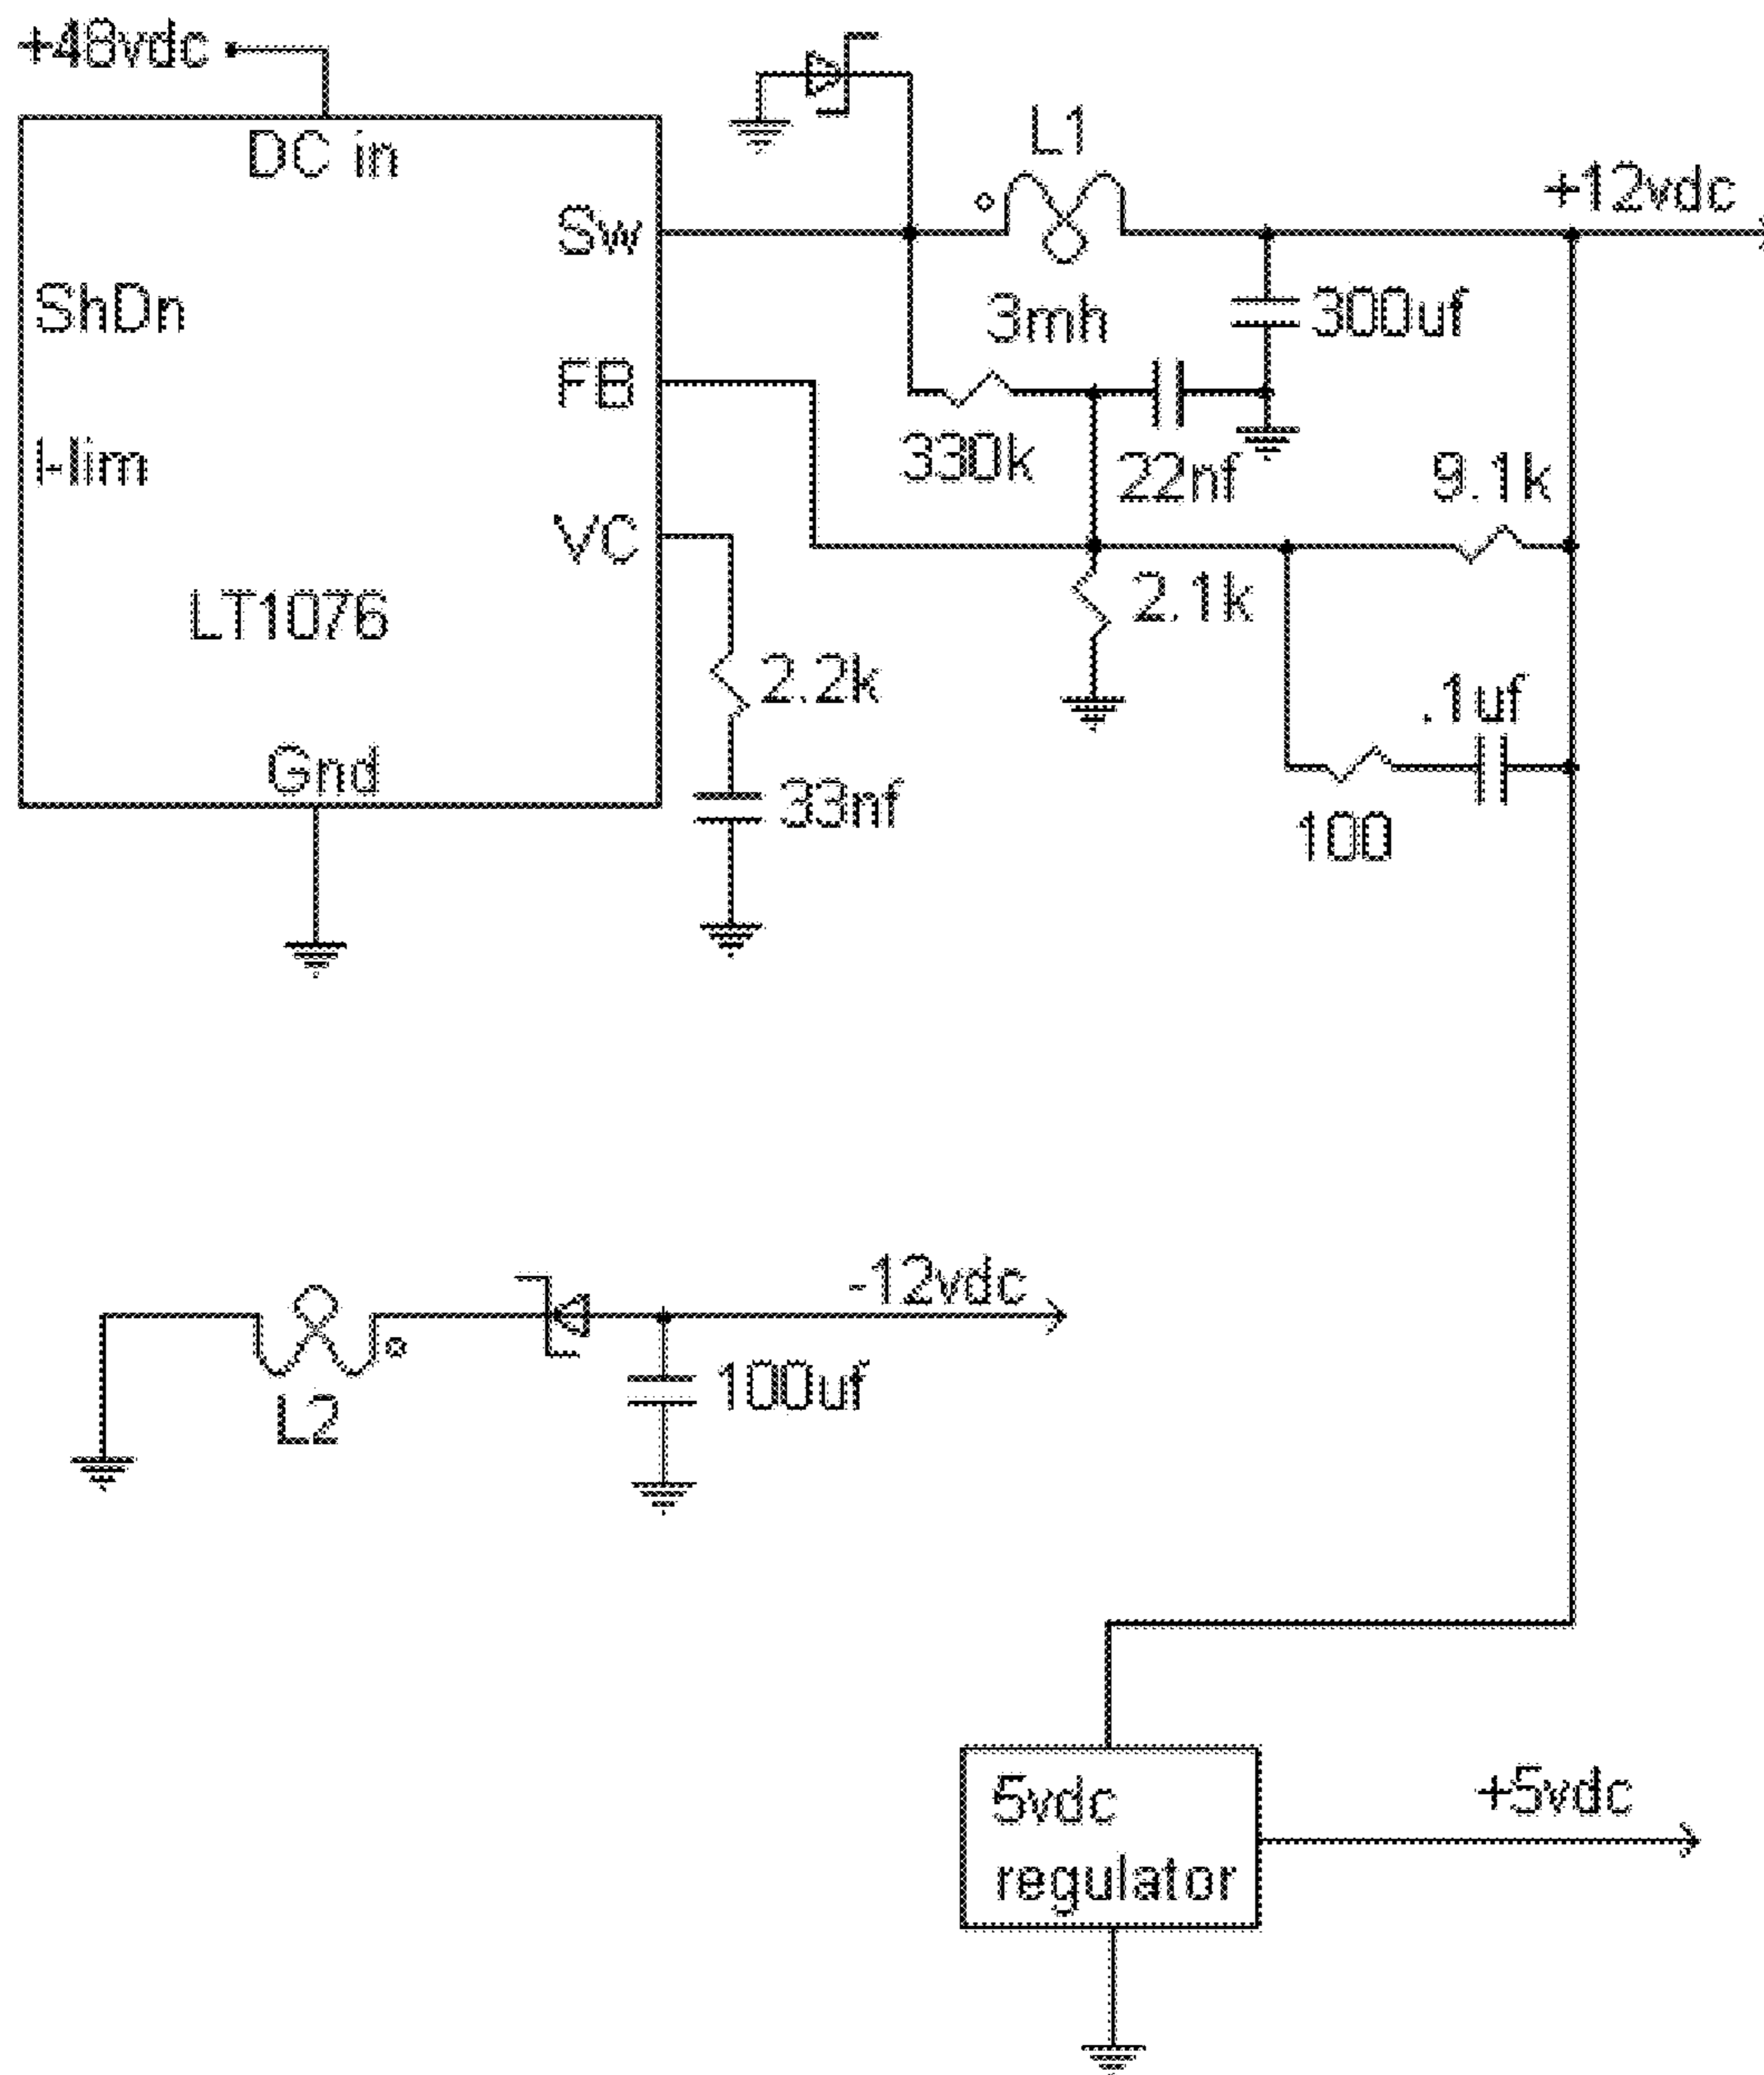 +48vdc
DC in
L1
+12vdc
Sw
ShDn
3mh
300uf
FB
I-lim
330k
22nf
9.1k
VC
2.1k
LT1076
2.2k
.1uf
Gnd
33nf
100
-12vdc
100uf
L2
5vdc
regulator
+5vdc